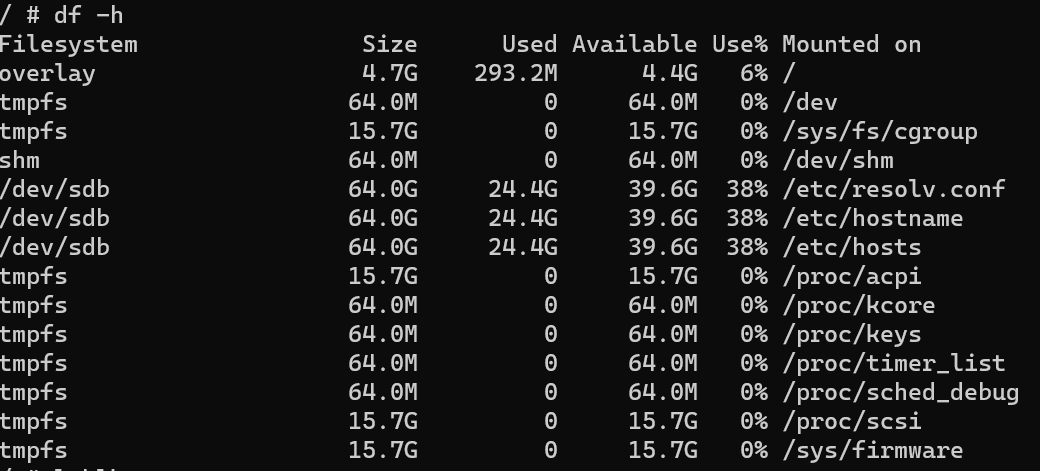 / # df -h
Filesystem                Size      Used Available Use% Mounted on
overlay                   4.7G    293.2M      4.4G   6% /
tmpfs                    64.0M         0     64.0M   0% /dev
tmpfs                    15.7G         0     15.7G   0% /sys/fs/cgroup
shm                      64.0M         0     64.0M   0% /dev/shm
/dev/sdb                 64.0G     24.4G     39.6G  38% /etc/resolv.conf
/dev/sdb                 64.0G     24.4G     39.6G  38% /etc/hostname
/dev/sdb                 64.0G     24.4G     39.6G  38% /etc/hosts
tmpfs                    15.7G         0     15.7G   0% /proc/acpi
tmpfs                    64.0M         0     64.0M   0% /proc/kcore
tmpfs                    64.0M         0     64.0M   0% /proc/keys
tmpfs                    64.0M         0     64.0M   0% /proc/timer_list
tmpfs                    64.0M         0     64.0M   0% /proc/sched_debug
tmpfs                    15.7G         0     15.7G   0% /proc/scsi
tmpfs                    15.7G         0     15.7G   0% /sys/firmware